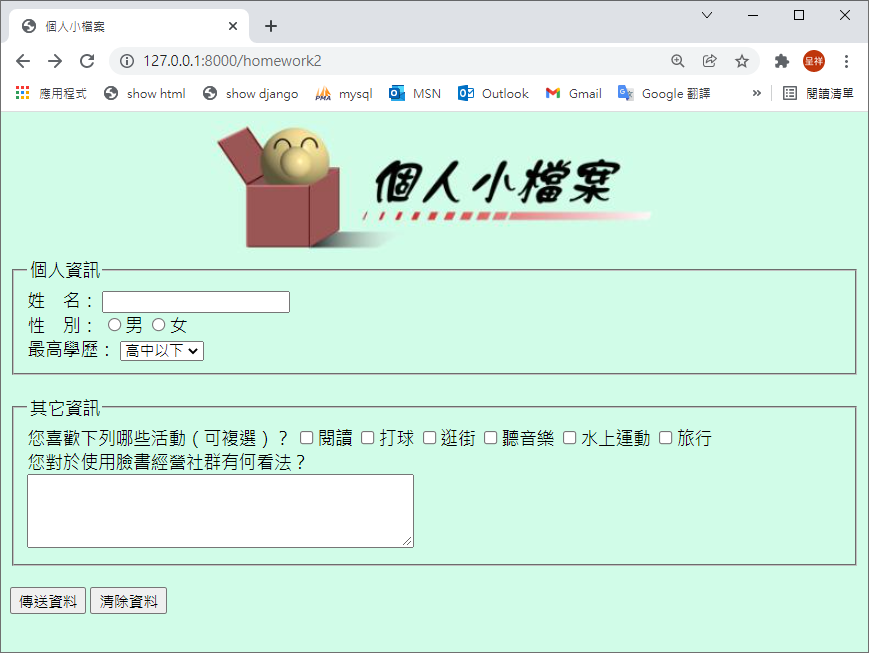 個人小檔案
127.0.0.1:8000/homework2
呈祥
應用程式 show html show django PMA mysql MSN Outlook Gmail Google 翻譯 » 閱讀清單
個人小檔案
個人資訊
姓　名：
性　別： 男 女
最高學歷： 高中以下
其它資訊
您喜歡下列哪些活動（可複選）？ 閱讀 打球 逛街 聽音樂 水上運動 旅行
您對於使用臉書經營社群有何看法？
傳送資料 清除資料